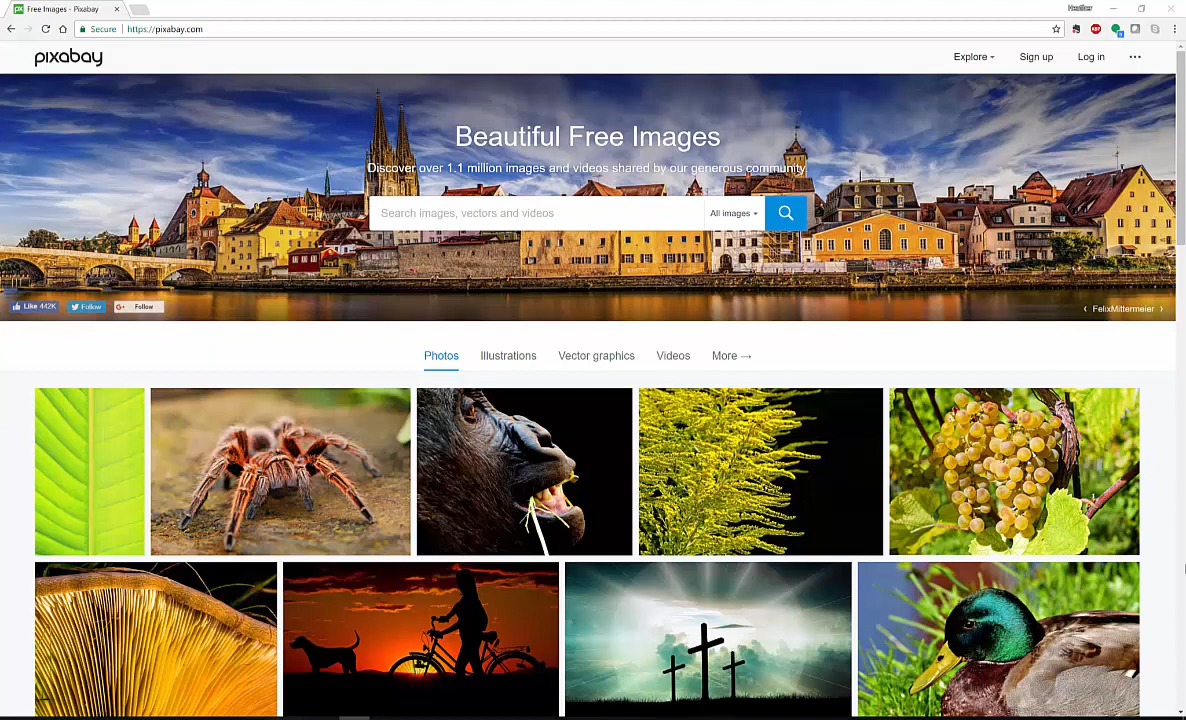 Free Images - Pixabay
Heather
Secure
https://pixabay.com
ABP
pixabay
Explore
Sign up
Log in
Beautiful Free Images
Discover over 1.1 million images and videos shared by our generous community.
Search images, vectors and videos
All images
Like 442K
Follow
G+ Follow
‹ FelixMittermeier ›
Photos
Illustrations
Vector graphics
Videos
More →